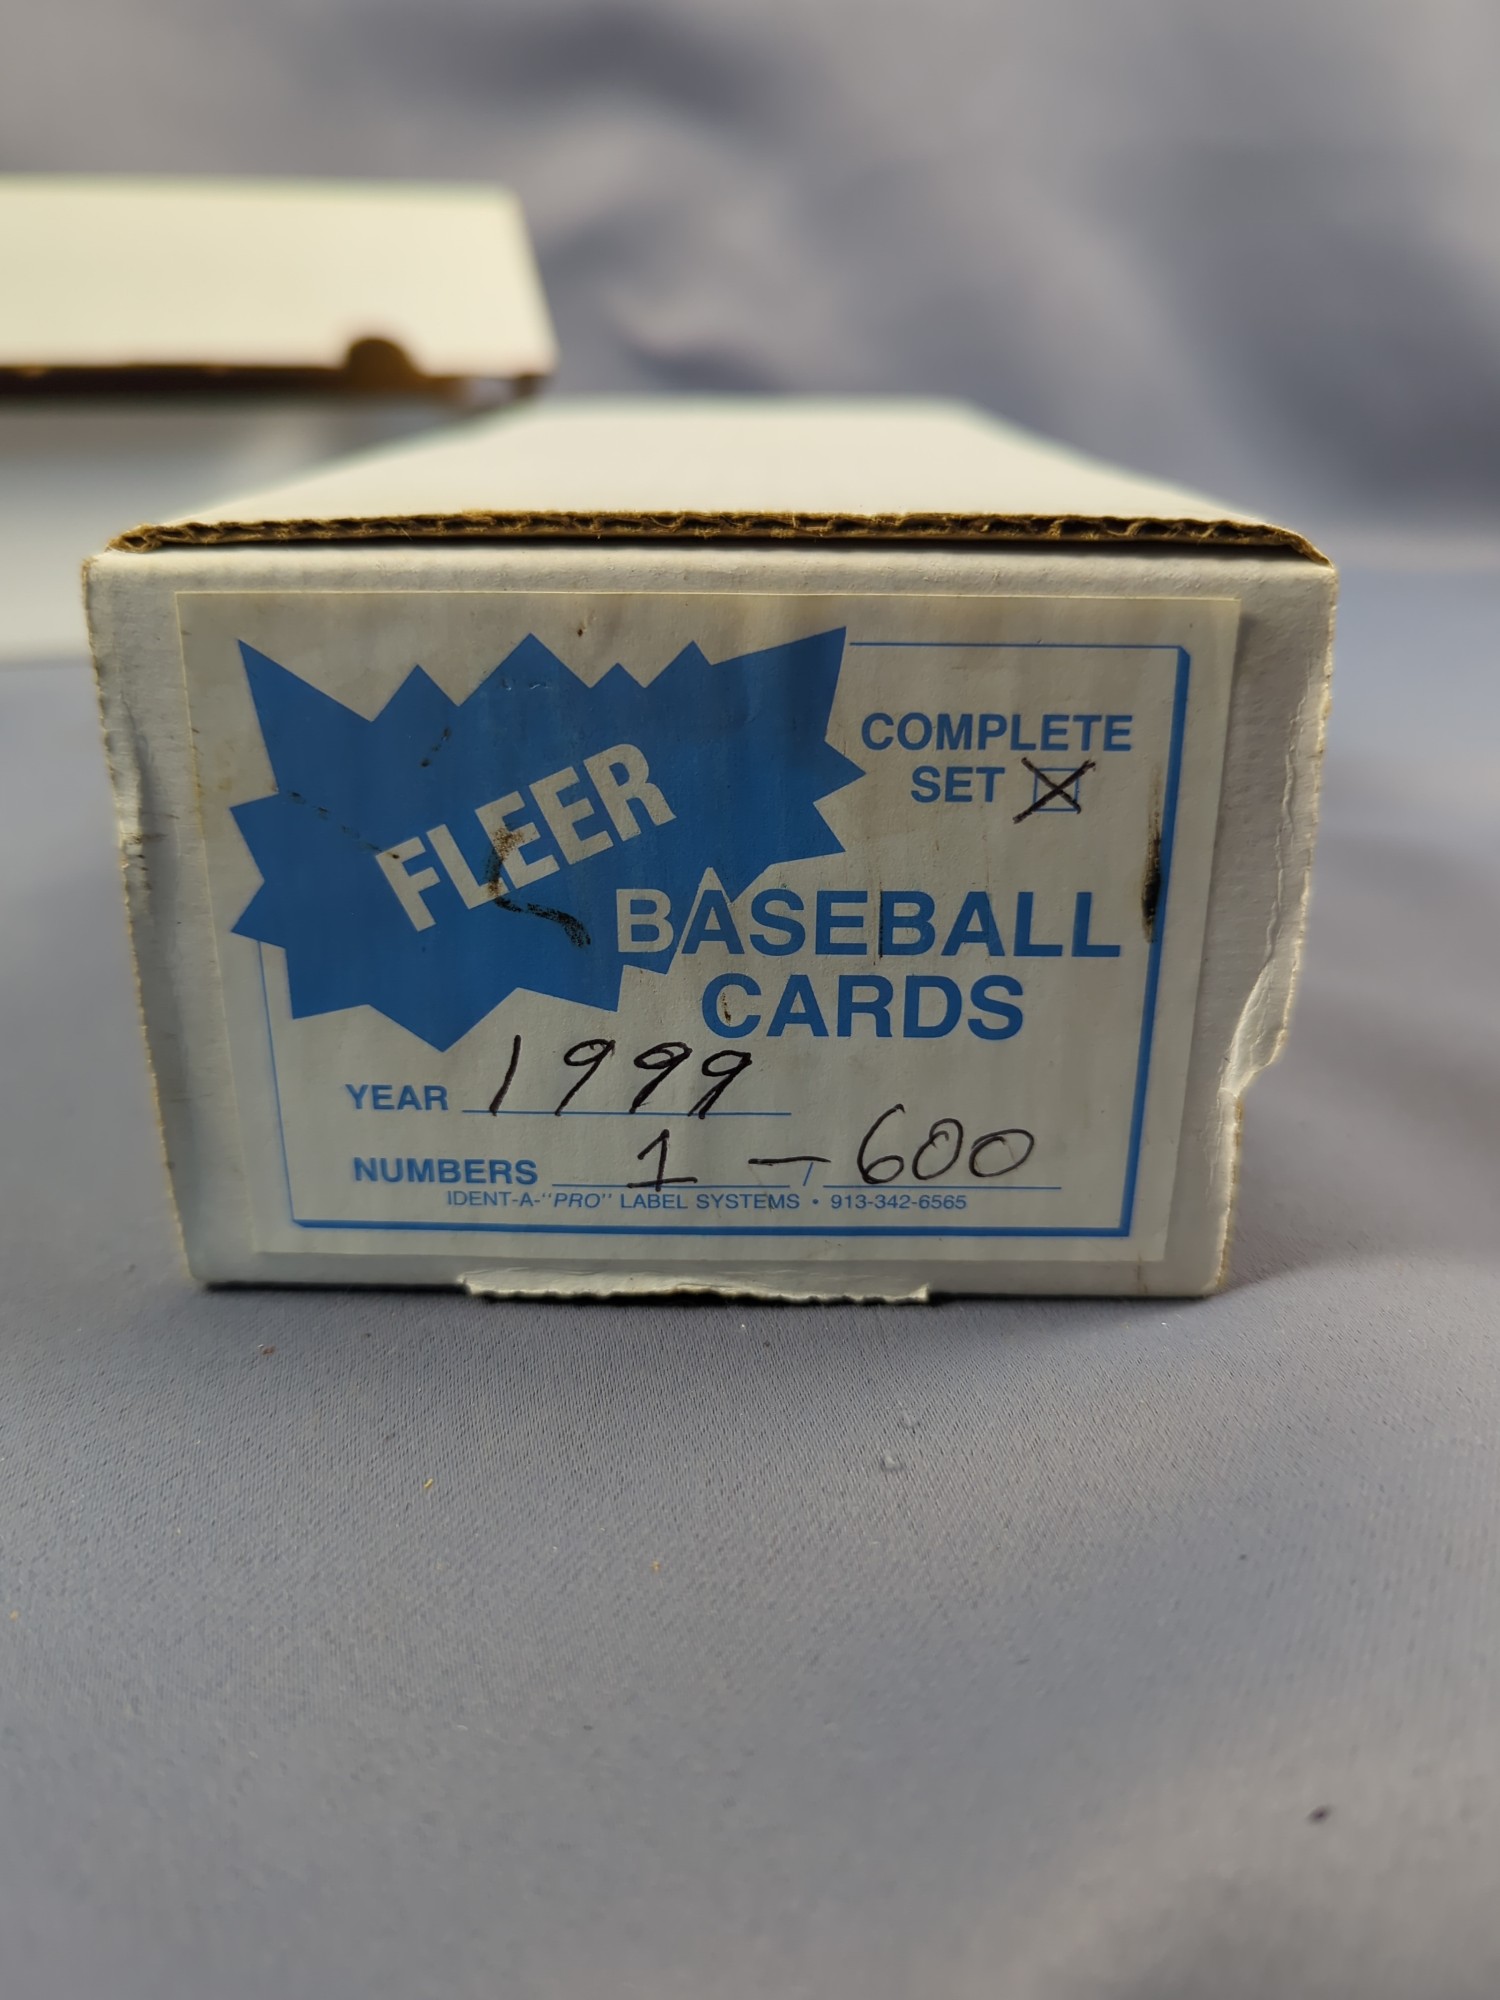 FLEER
COMPLETE
SET
BASEBALL
CARDS
YEAR 1999
NUMBERS 1 - / 600
IDENT-A-"PRO" LABEL SYSTEMS • 913-342-6565